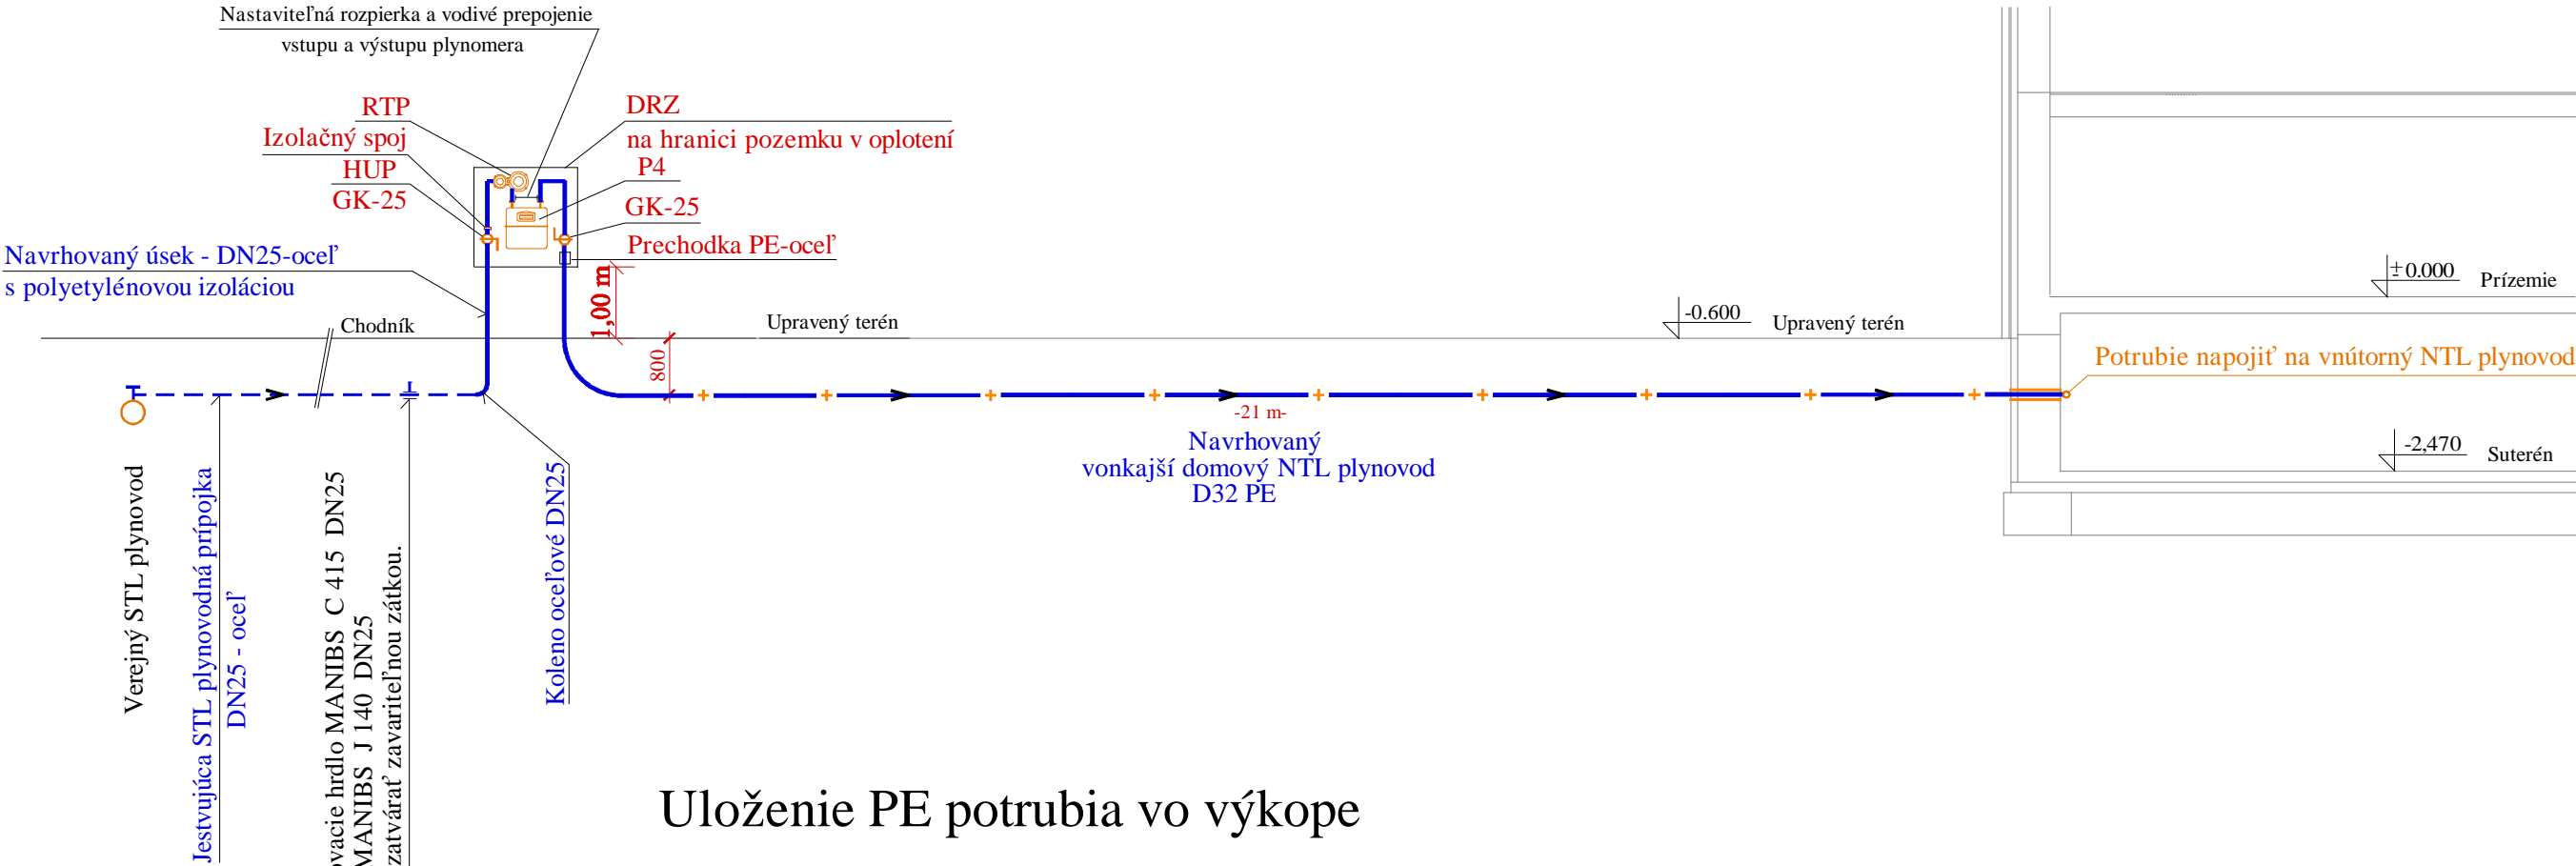 Nastaviteľná rozpierka a vodivé prepojenie
vstupu a výstupu plynomera
RTP
Izolačný spoj
HUP
GK-25
DRZ
na hranici pozemku v oplotení
P4
GK-25
Prechodka PE-oceľ
Navrhovaný úsek - DN25-oceľ
s polyetylénovou izoláciou
1,00 m
Chodník
Upravený terén
800
-0.600
Upravený terén
±0.000
Prízemie
Potrubie napojiť na vnútorný NTL plynovod
-21 m-
Navrhovaný
vonkajší domový NTL plynovod
D32 PE
-2,470
Suterén
Verejný STL plynovod
Jestvujúca STL plynovodná prípojka
DN25 - oceľ
hrdlo MANIBS C 415 DN25
MANIBS J 140 DN25
zatvárať zavariteľnou zátkou.
Koleno oceľové DN25
Uloženie PE potrubia vo výkope